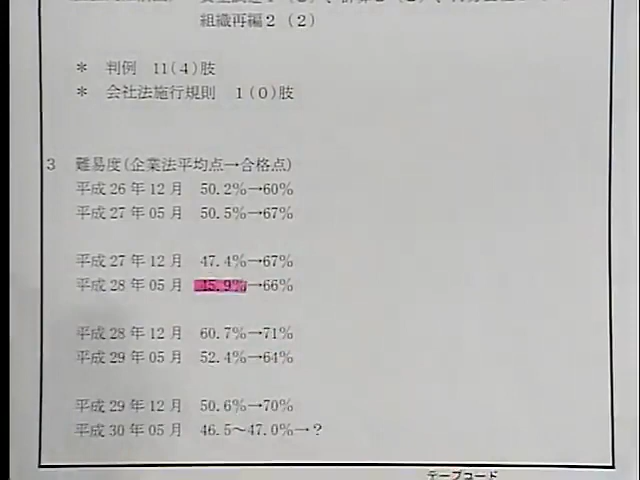 組織再編2 (2)
* 判例 11(4)肢
* 会社法施行規則 1(0)肢
3 難易度(企業法平均点→合格点)
平成26年12月 50.2%→60%
平成27年05月 50.5%→67%
平成27年12月 47.4%→67%
平成28年05月 45.9%→66%
平成28年12月 60.7%→71%
平成29年05月 52.4%→64%
平成29年12月 50.6%→70%
平成30年05月 46.5~47.0%→?
テープコード